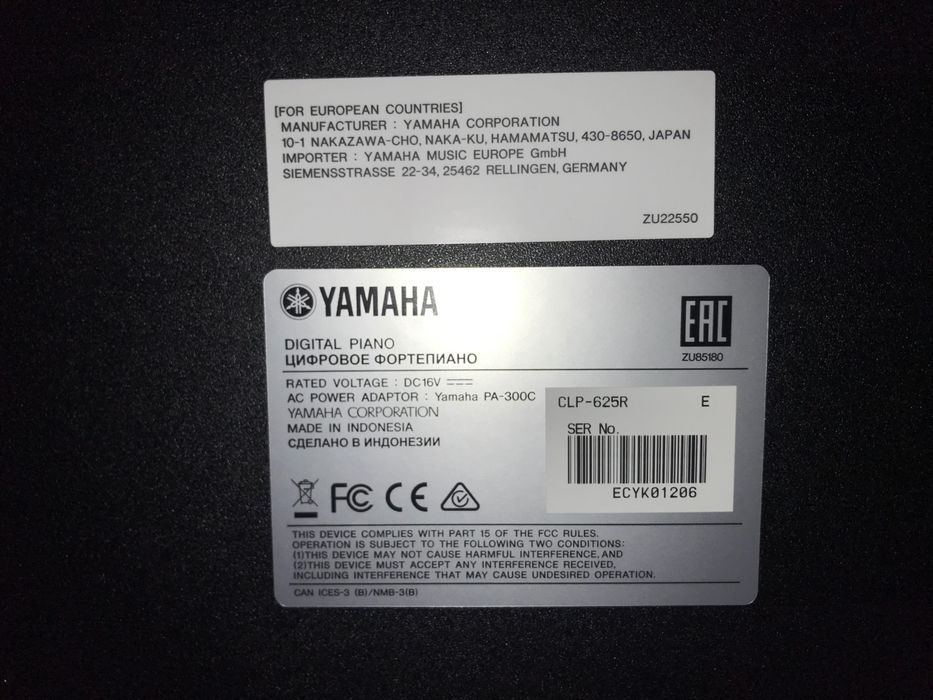 [FOR EUROPEAN COUNTRIES]
MANUFACTURER : YAMAHA CORPORATION
10-1 NAKAZAWA-CHO, NAKA-KU, HAMAMATSU, 430-8650, JAPAN
IMPORTER : YAMAHA MUSIC EUROPE GmbH
SIEMENSSTRASSE 22-34, 25462 RELLINGEN, GERMANY
ZU22550
YAMAHA
EAC
ZU85180
DIGITAL PIANO
ЦИФРОВОЕ ФОРТЕПИАНО
RATED VOLTAGE : DC16V
AC POWER ADAPTOR : Yamaha PA-300C
YAMAHA CORPORATION
MADE IN INDONESIA
СДЕЛАНО В ИНДОНЕЗИИ
CLP-625R E
SER No.
ECYK01206
FC CE
THIS DEVICE COMPLIES WITH PART 15 OF THE FCC RULES.
OPERATION IS SUBJECT TO THE FOLLOWING TWO CONDITIONS:
(1)THIS DEVICE MAY NOT CAUSE HARMFUL INTERFERENCE, AND
(2)THIS DEVICE MUST ACCEPT ANY INTERFERENCE RECEIVED,
INCLUDING INTERFERENCE THAT MAY CAUSE UNDESIRED OPERATION.
CAN ICES-3 (B)/NMB-3(B)